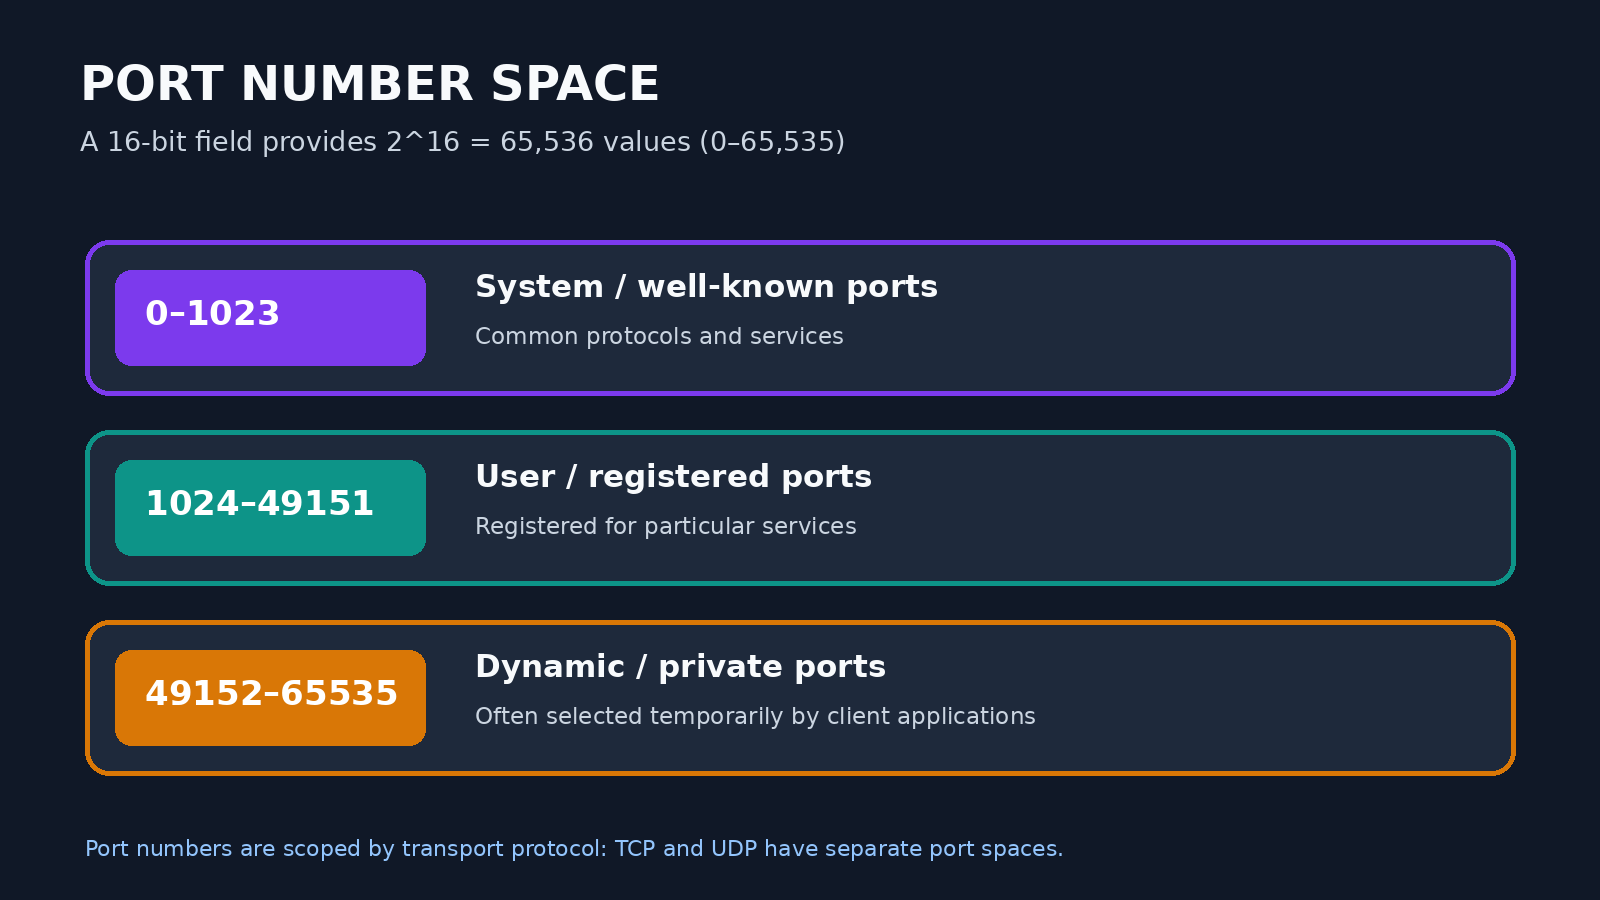 PORT NUMBER SPACE
A 16-bit field provides 2^16 = 65,536 values (0–65,535)
0–1023
System / well-known ports
Common protocols and services
1024–49151
User / registered ports
Registered for particular services
49152–65535
Dynamic / private ports
Often selected temporarily by client applications
Port numbers are scoped by transport protocol: TCP and UDP have separate port spaces.